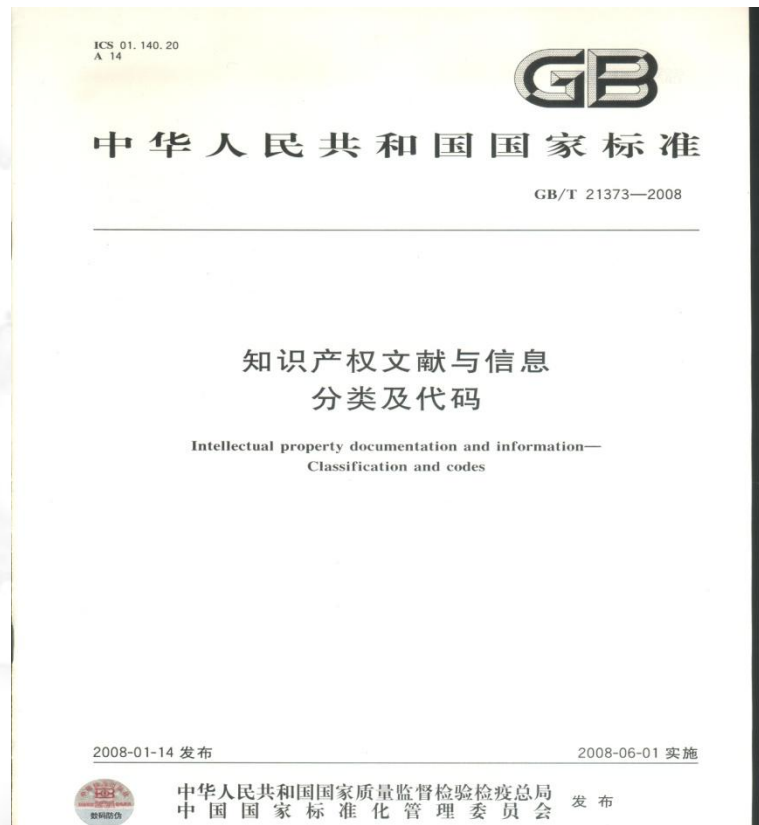 ICS 01.140.20
A 14
GB
中华人民共和国国家标准
GB/T 21373—2008
知识产权文献与信息
分类及代码
Intellectual property documentation and information—
Classification and codes
2008-01-14 发布
2008-06-01 实施
中华人民共和国国家质量监督检验检疫总局
中国国家标准化管理委员会
发布
数码防伪